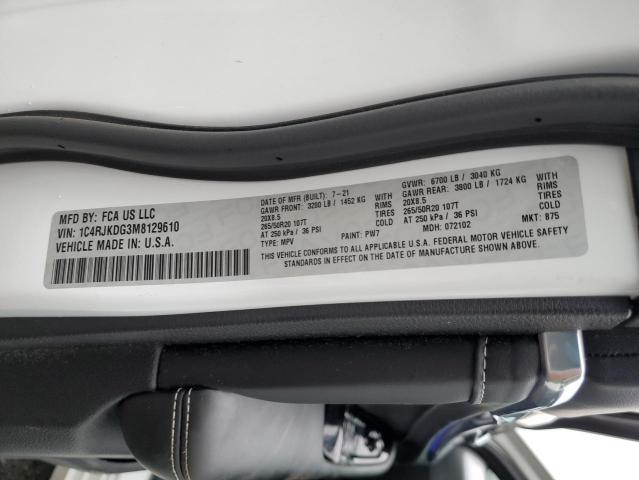 MFD BY: FCA US LLC
VIN: 1C4RJKDG3M8129610
VEHICLE MADE IN U.S.A.
DATE OF MFR (BUILT): 7-21
GAWR FRONT: 3200 LB / 1452 KG WITH
20X8.5 RIMS
265/50R20 107T TIRES
AT 250 kPa / 36 PSI COLD
TYPE: MPV PAINT: PW7
GVWR: 6700 LB / 3040 KG
GAWR REAR: 3800 LB / 1724 KG WITH
20X8.5 RIMS
265/50R20 107T TIRES
AT 250 kPa / 36 PSI COLD
MDH: 072102 MKT: 875
THIS VEHICLE CONFORMS TO ALL APPLICABLE U.S.A. FEDERAL MOTOR VEHICLE SAFETY
STANDARDS IN EFFECT ON THE DATE OF MANUFACTURE SHOWN ABOVE.